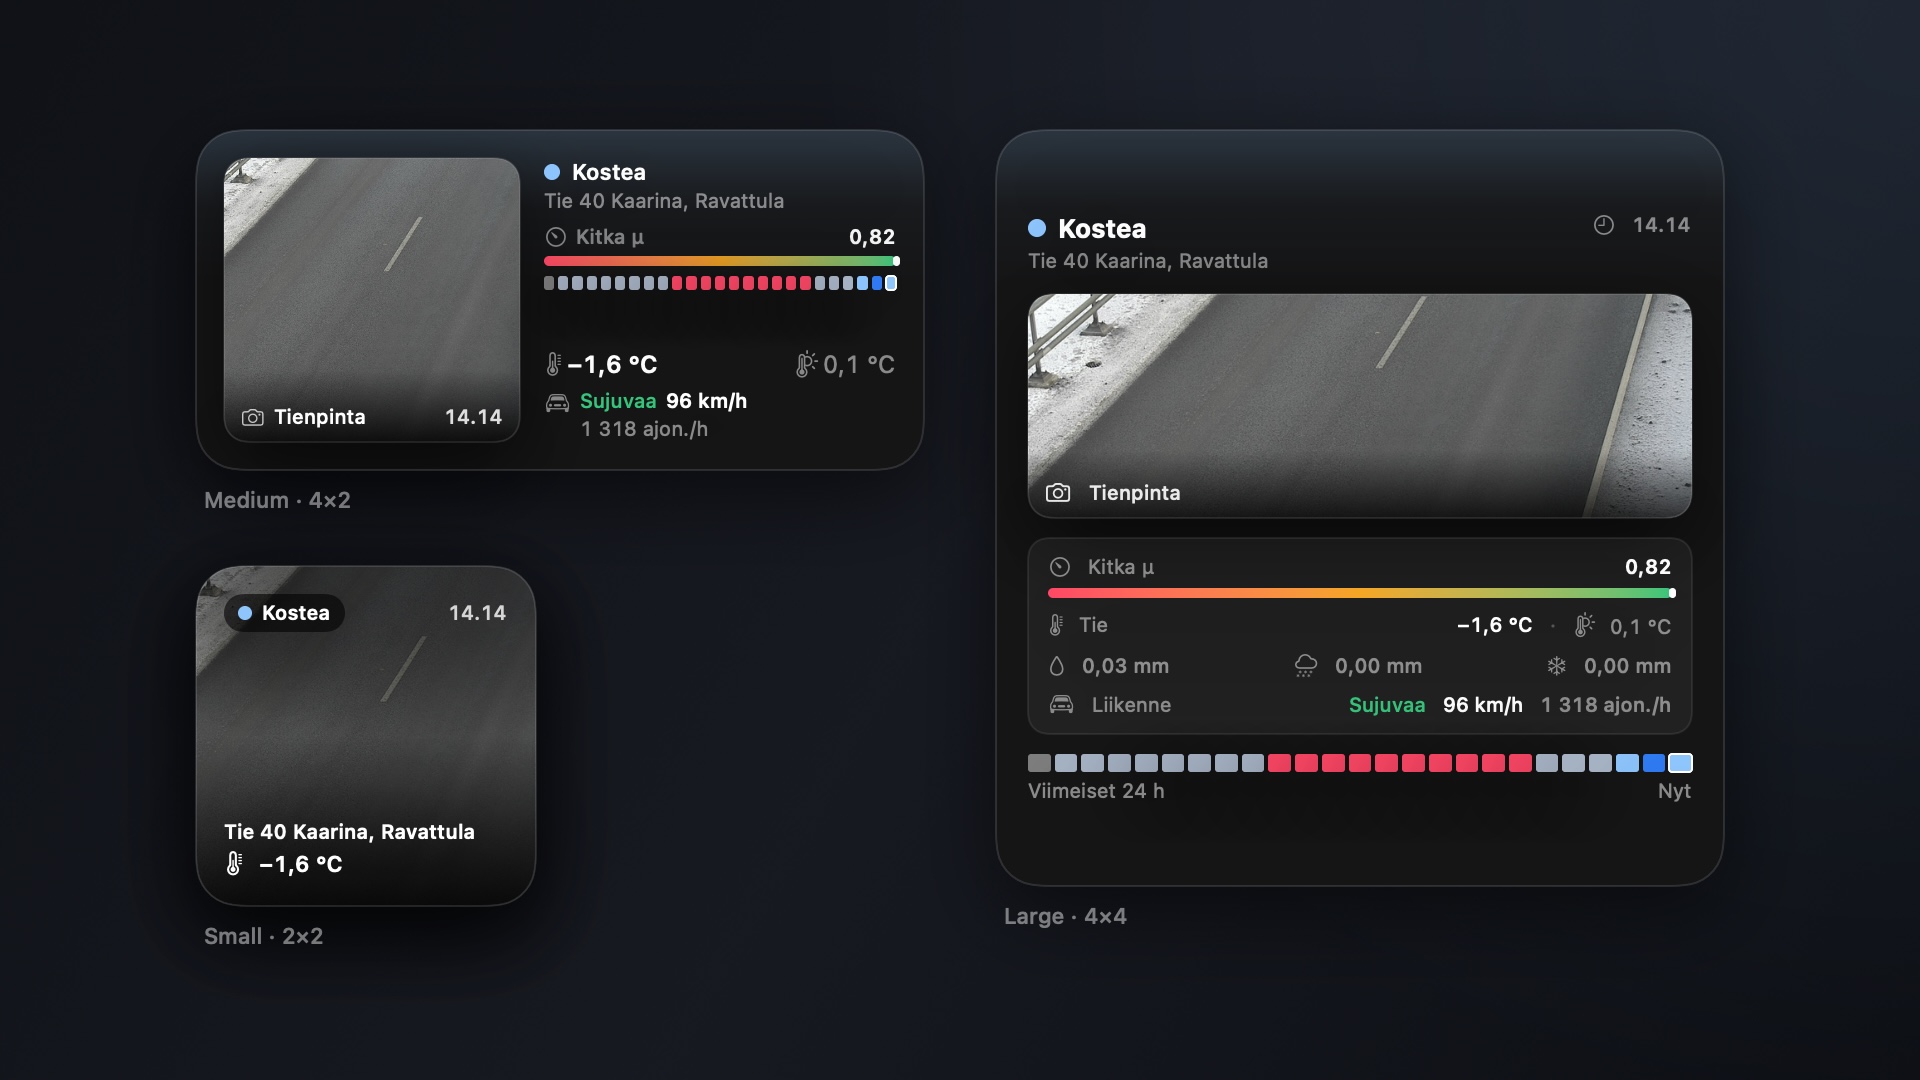 Kostea
Tie 40 Kaarina, Ravattula
Kitka µ 0,82
−1,6 °C 0,1 °C
Sujuvaa 96 km/h
1 318 ajon./h
Tienpinta 14.14
Medium · 4×2
Kostea 14.14
Tie 40 Kaarina, Ravattula
−1,6 °C
Small · 2×2
Kostea 14.14
Tie 40 Kaarina, Ravattula
Tienpinta
Kitka µ 0,82
Tie −1,6 °C · 0,1 °C
0,03 mm 0,00 mm 0,00 mm
Liikenne Sujuvaa 96 km/h 1 318 ajon./h
Viimeiset 24 h Nyt
Large · 4×4